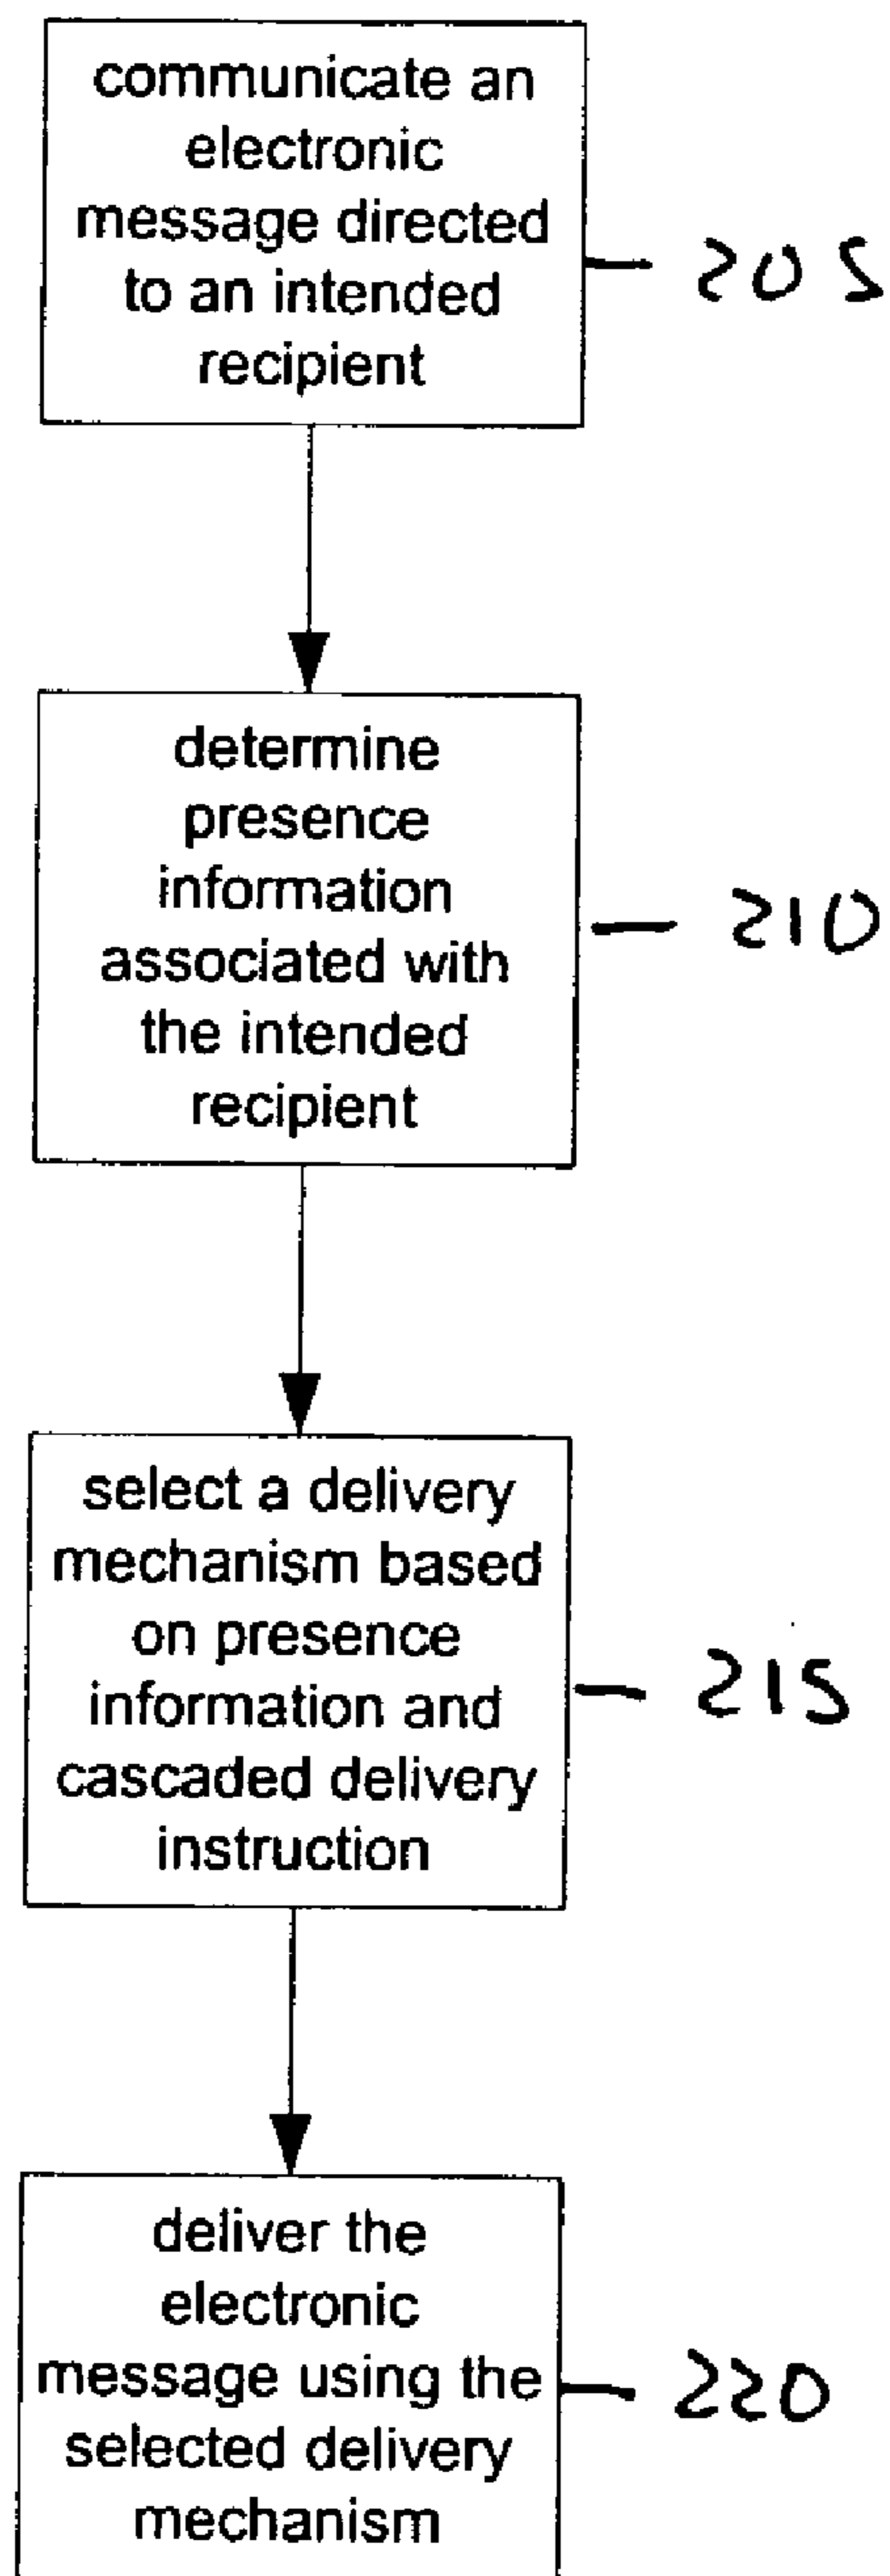 communicate an
electronic
message directed
to an intended
recipient
205
determine
presence
information
associated with
the intended
recipient
210
select a delivery
mechanism based
on presence
information and
cascaded delivery
instruction
215
deliver the
electronic
message using the
selected delivery
mechanism
220